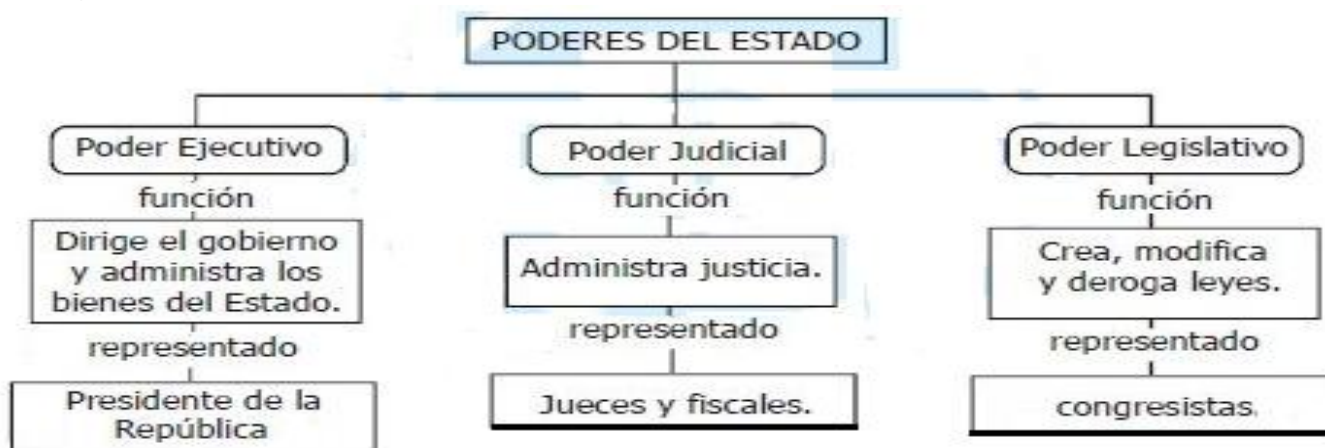 PODERES DEL ESTADO
Poder Ejecutivo
función
Dirige el gobierno
y administra los
bienes del Estado.
representado
Presidente de la
República
Poder Judicial
función
Administra justicia.
representado
Jueces y fiscales.
Poder Legislativo
función
Crea, modifica
y deroga leyes.
representado
congresistas.